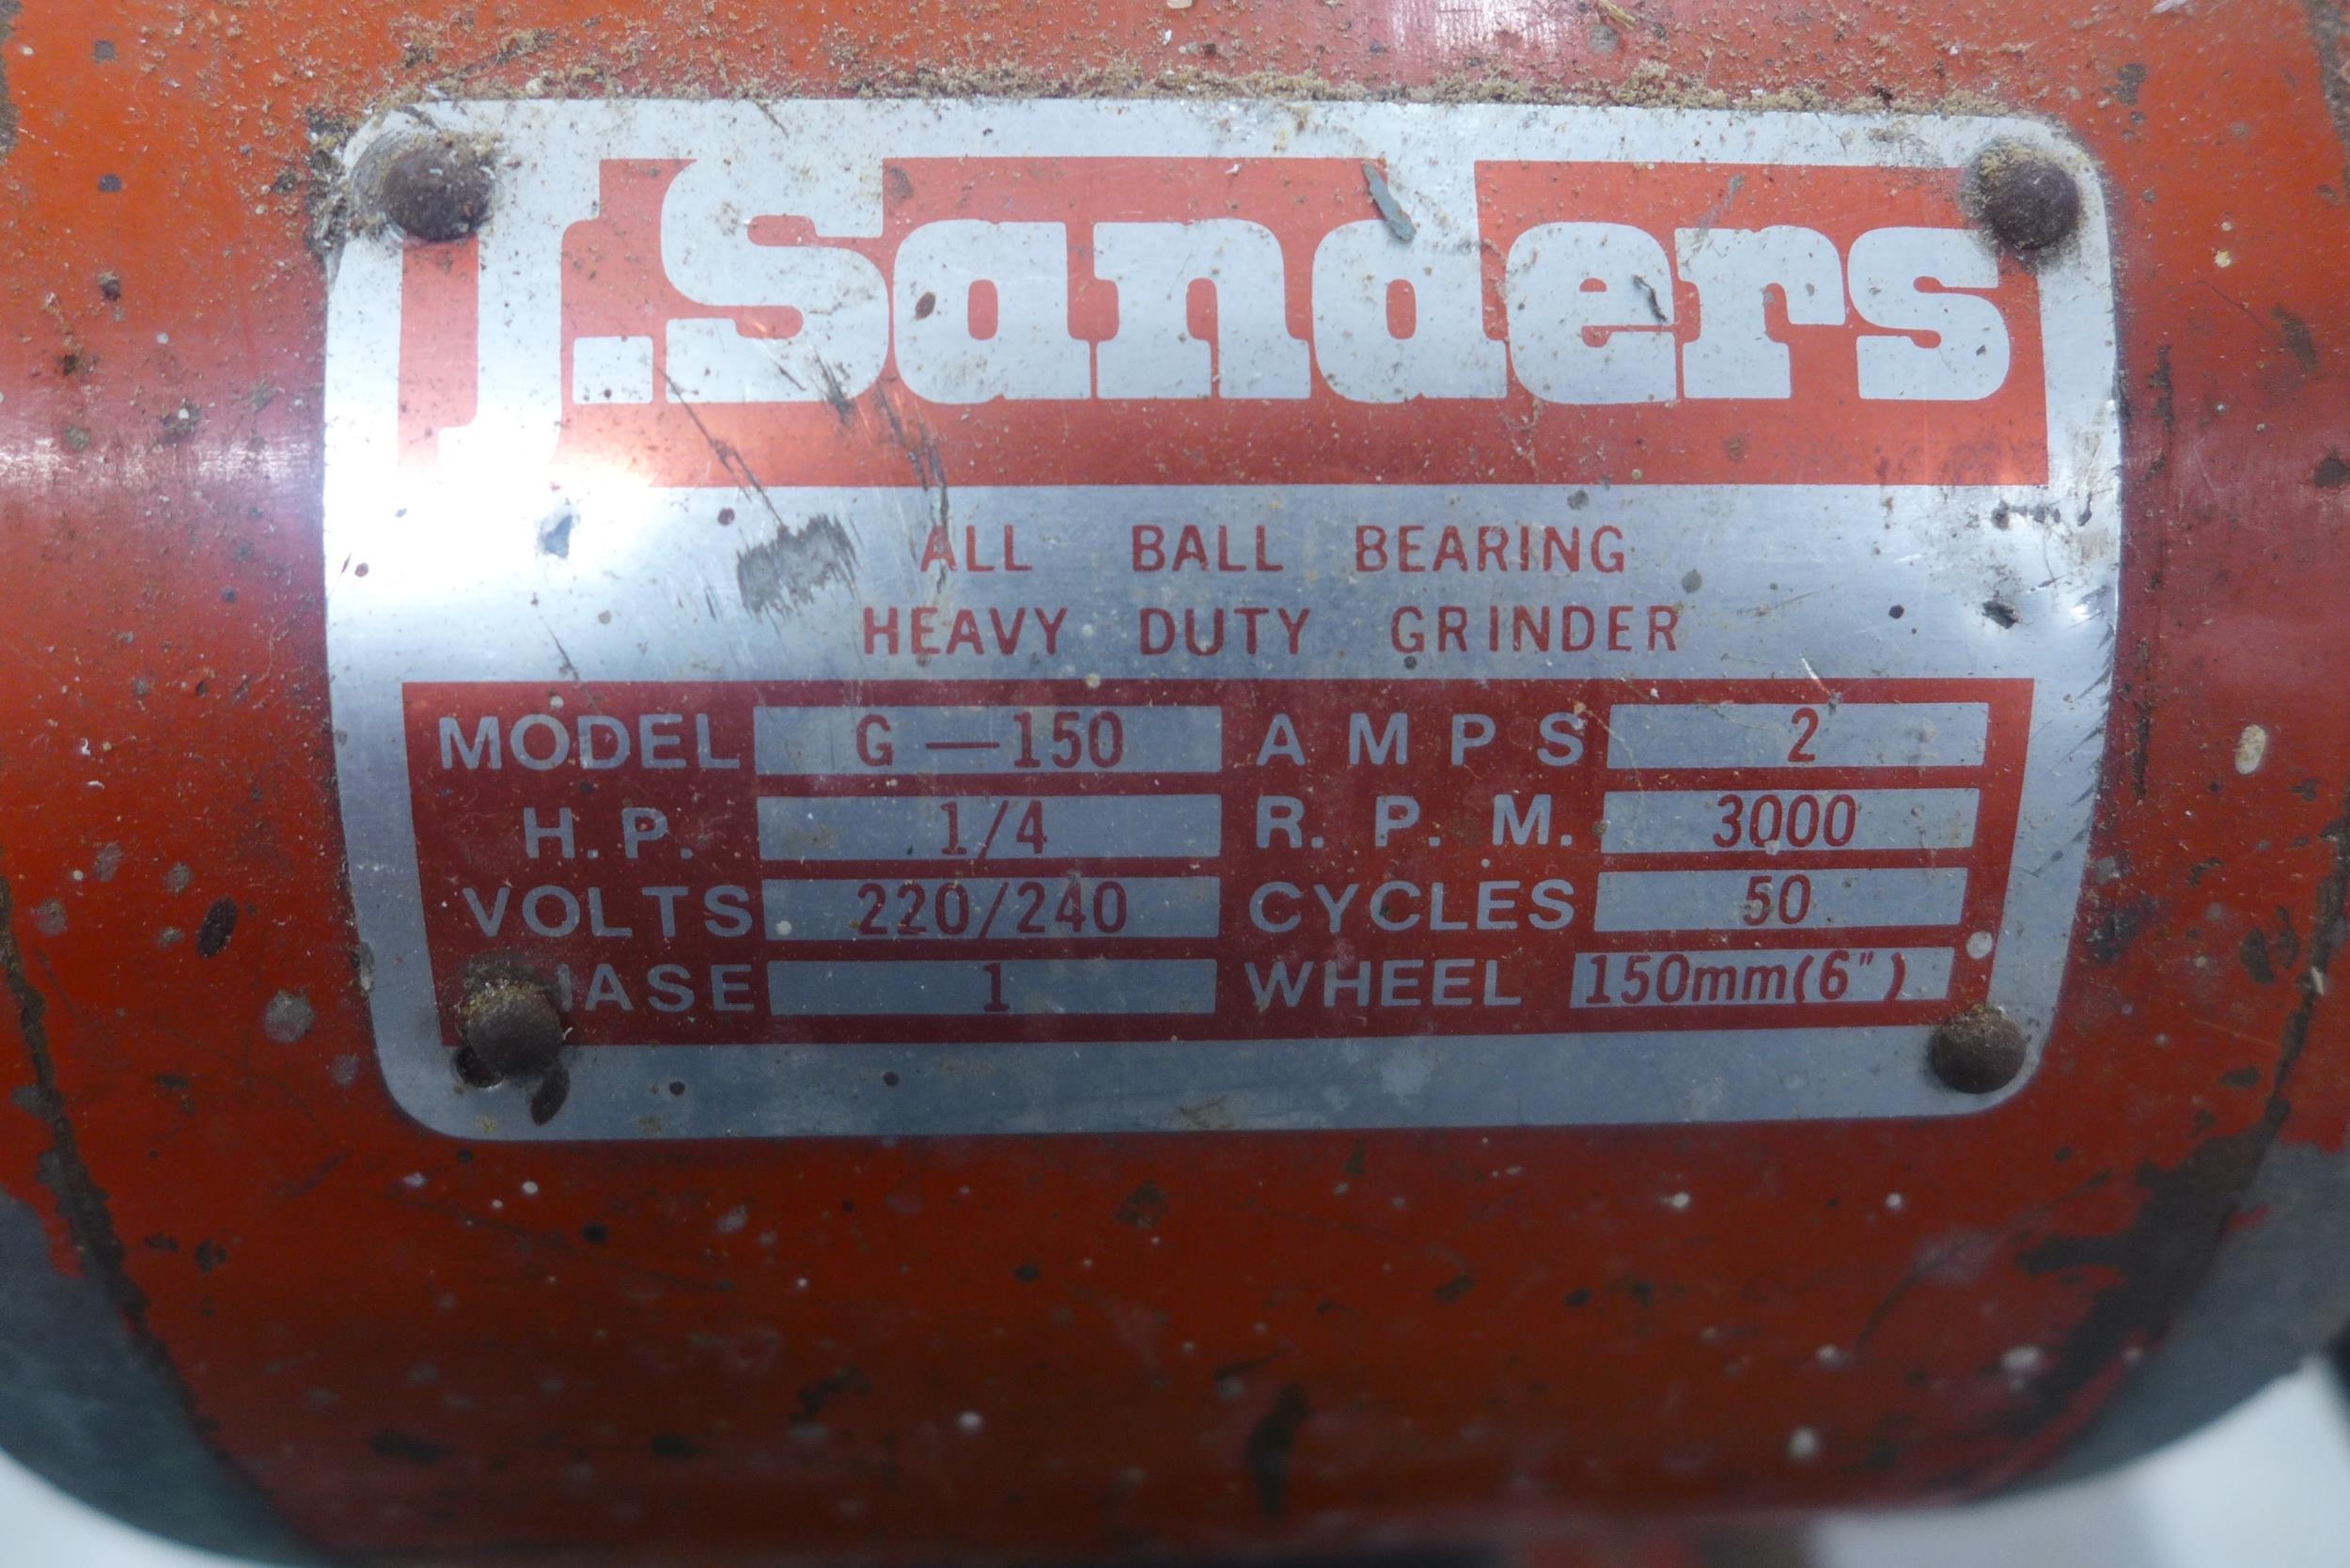 J.Sanders
ALL BALL BEARING
HEAVY DUTY GRINDER
MODEL G—150 AMPS 2
H.P. 1/4 R.P.M. 3000
VOLTS 220/240 CYCLES 50
1 WHEEL 150mm(6")